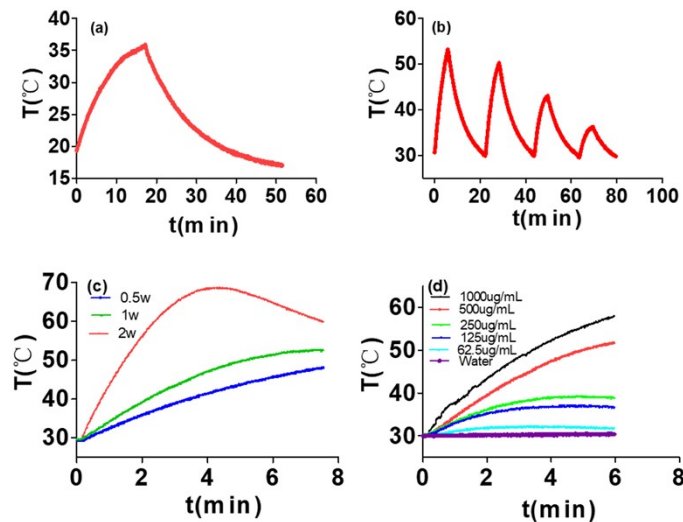 (a)
T(℃)
40
35
30
25
20
15
0 10 20 30 40 50 60
t(min)
(b)
T(℃)
60
50
40
30
0 20 40 60 80 100
t(min)
(c)
T(℃)
70
60
50
40
30
0.5w
1w
2w
0 2 4 6 8
t(min)
(d)
T(℃)
60
50
40
30
1000ug/mL
500ug/mL
250ug/mL
125ug/mL
62.5ug/mL
Water
0 2 4 6 8
t(min)